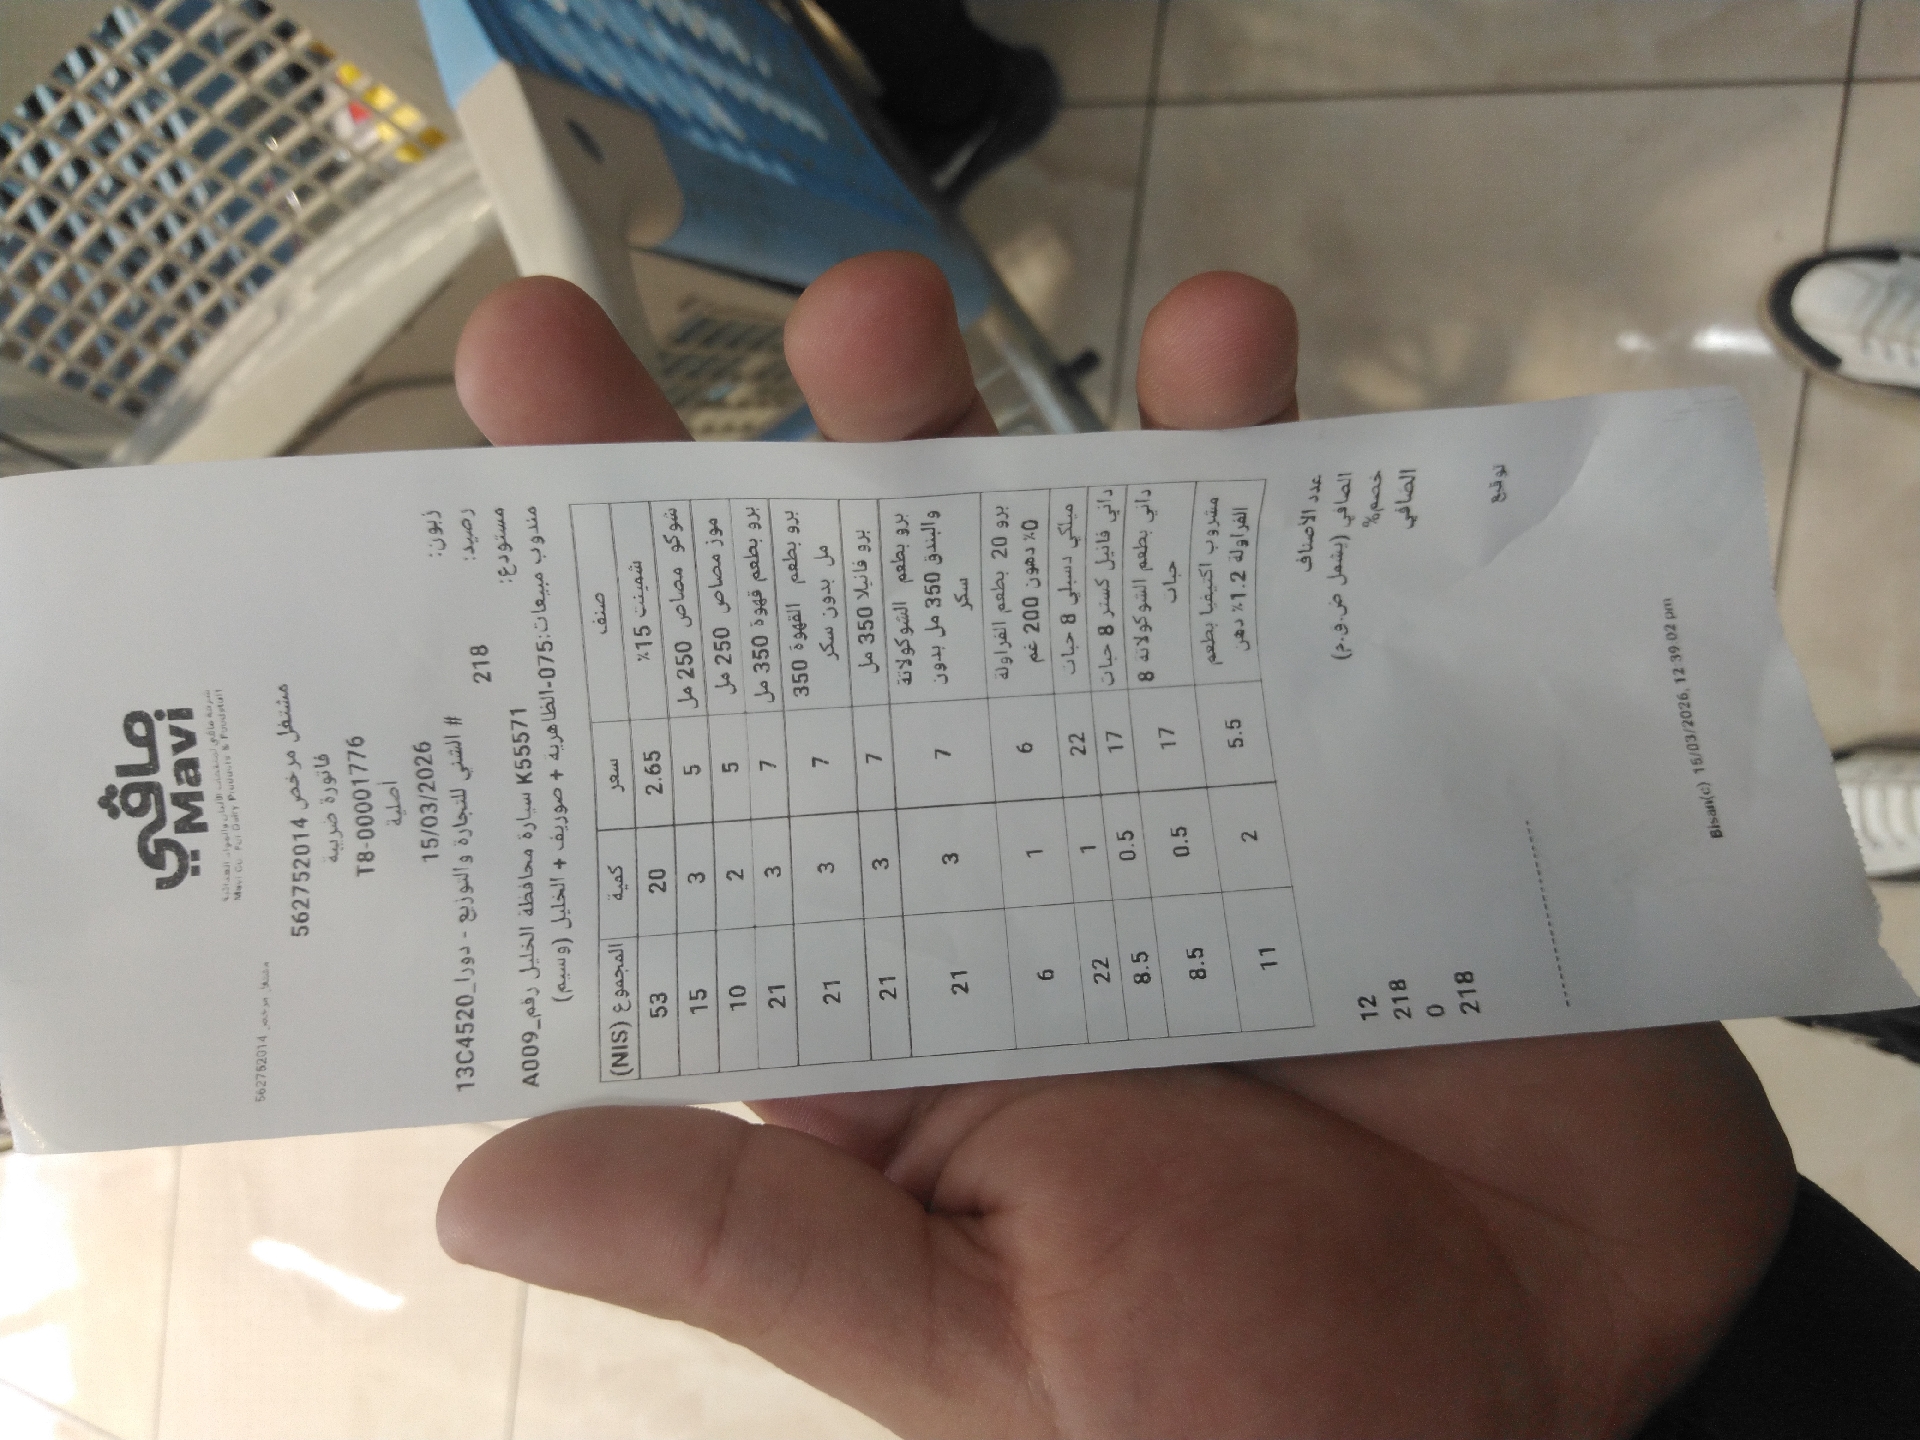 مافي
Mavi
شركة مافي لمنتجات الألبان والمواد الغذائية
Mavi Co. For Dairy Products & Foodstuff
مشتغل مرخص 562752014
مشتغل مرخص 562752014
فاتورة ضريبة
T8-00001776
أصلية
15/03/2026
زبون: # الشني للتجارة والتوزيع - دورا_13C4520
رصيد: 218
مستودع: K55571 سيارة محافظة الخليل رقم_A009
مندوب مبيعات:075-الظاهرية + صوريف + الخليل (وسيم)
صنف سعر كمية المجموع (NIS)
شمينت 15٪ 2.65 20 53
شوكو مصاص 250 مل 5 3 15
موز مصاص 250 مل 5 2 10
برو بطعم قهوة 350 مل 7 3 21
برو بطعم القهوة 350
مل بدون سكر 7 3 21
برو فانيلا 350 مل 7 3 21
برو بطعم الشوكولاتة
والبندق 350 مل بدون
سكر 7 3 21
برو 20 بطعم الفراولة
0٪ دهون 200 غم 6 1 6
ميلكي دسبلي 8 حبات 22 1 22
داني فانيل كستر 8 حبات 17 0.5 8.5
داني بطعم الشوكولاتة 8
حبات 17 0.5 8.5
مشروب اكتيفيا بطعم
الفراولة 1.2٪ دهن 5.5 2 11
عدد الاصناف 12
الصافي (يشمل ض.ق.م) 218
خصم% 0
الصافي 218
توقيع
Bisan(c) 15/03/2026, 12:39:02 pm